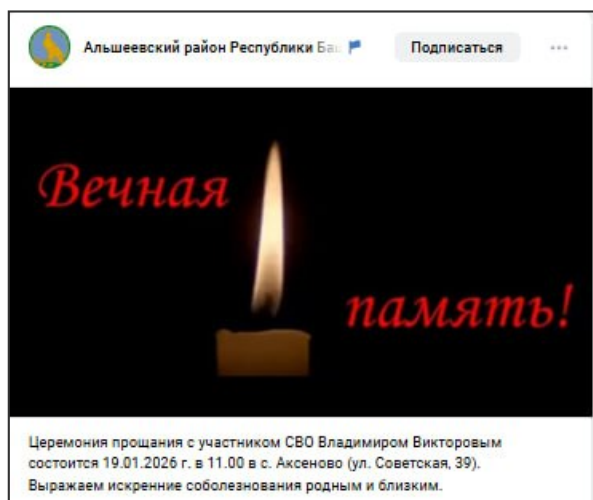 Альшеевский район Республики
Подписаться
Вечная
память!
Церемония прощания с участником СВО Владимиром Викторовым
состоится 19.01.2026 г. в 11.00 в с. Аксеново (ул. Советская, 39).
Выражаем искренние соболезнования родным и близким.